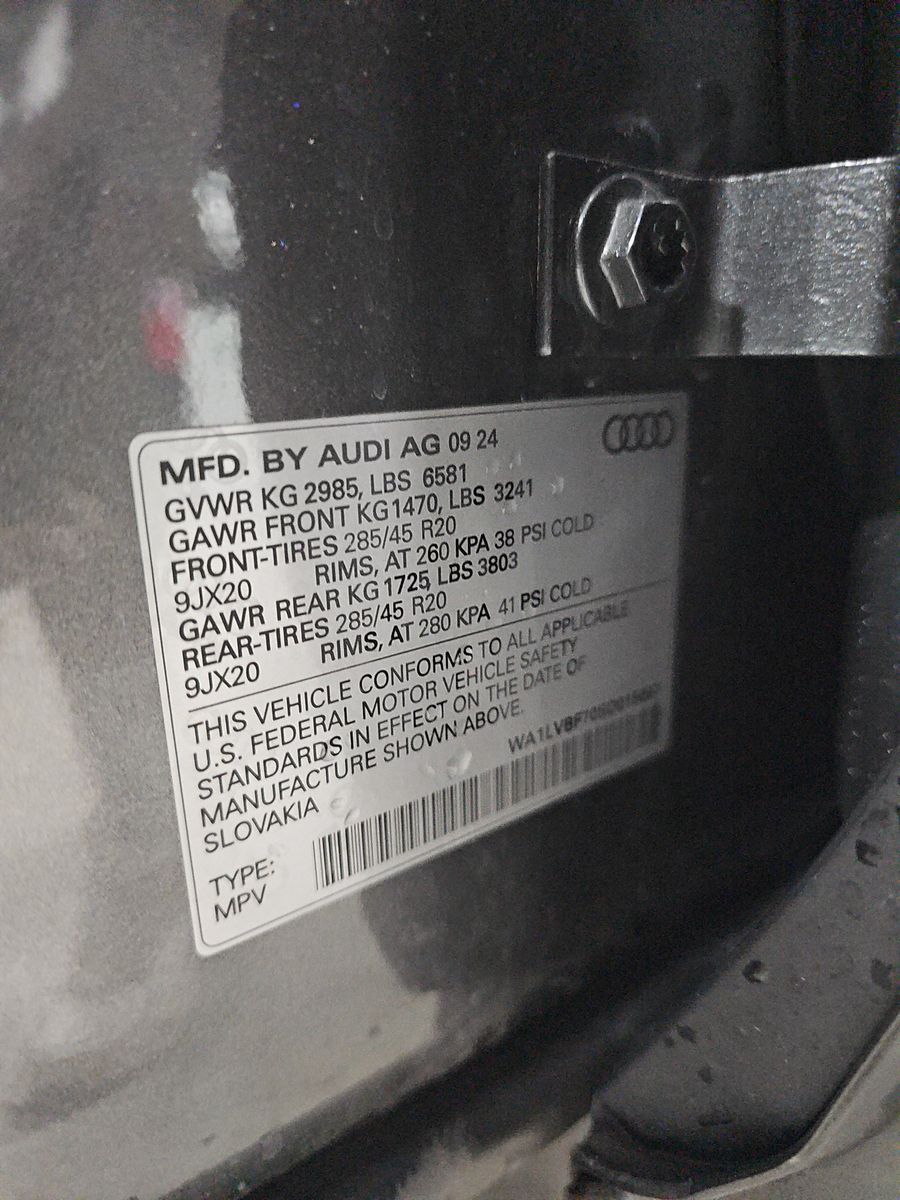 MFD. BY AUDI AG 09 24
GVWR KG 2985, LBS 6581
GAWR FRONT KG1470, LBS 3241
FRONT-TIRES 285/45 R20
9JX20 RIMS, AT 260 KPA 38 PSI COLD
GAWR REAR KG 1725, LBS 3803
REAR-TIRES 285/45 R20
9JX20 RIMS, AT 280 KPA 41 PSI COLD
THIS VEHICLE CONFORMS TO ALL APPLICABLE
U.S. FEDERAL MOTOR VEHICLE SAFETY
STANDARDS IN EFFECT ON THE DATE OF
MANUFACTURE SHOWN ABOVE.
SLOVAKIA
TYPE:
MPV